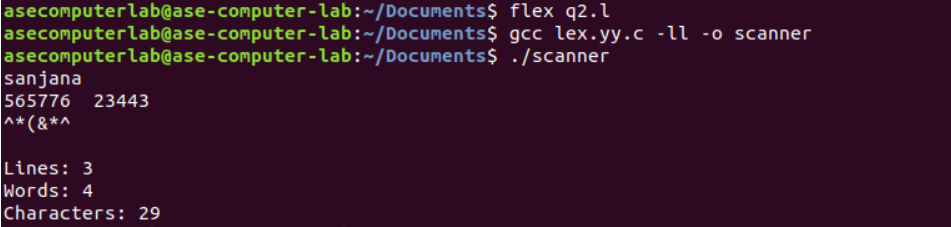 asecomputerlab@ase-computer-lab:~/Documents$ flex q2.l
asecomputerlab@ase-computer-lab:~/Documents$ gcc lex.yy.c -ll -o scanner
asecomputerlab@ase-computer-lab:~/Documents$ ./scanner
sanjana
565776  23443
^*(&*^

Lines: 3
Words: 4
Characters: 29